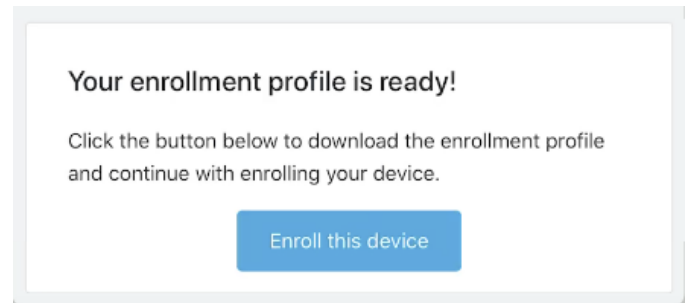 Your enrollment profile is ready!
Click the button below to download the enrollment profile
and continue with enrolling your device.
Enroll this device